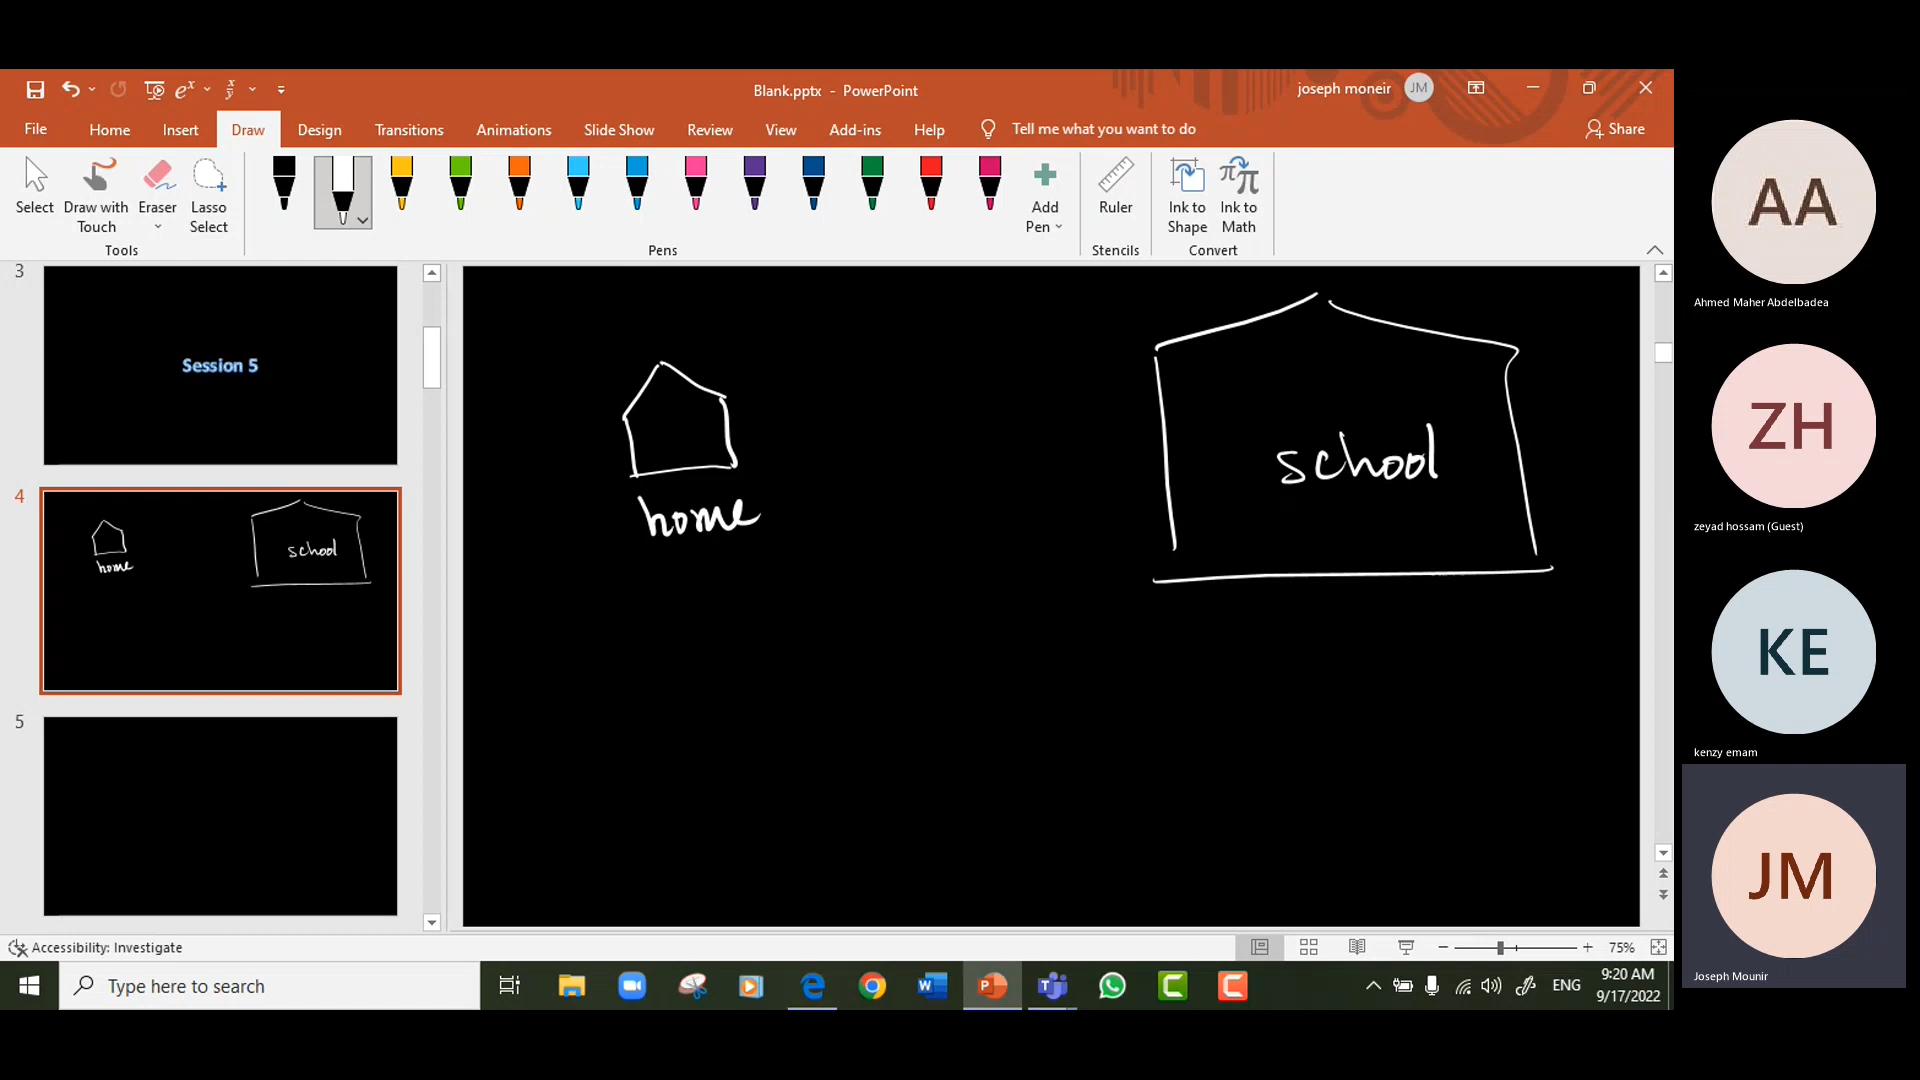 Blank.pptx - PowerPoint
joseph moneir
JM
File
Home
Insert
Draw
Design
Transitions
Animations
Slide Show
Review
View
Add-ins
Help
Tell me what you want to do
Share
Select
Draw with
Touch
Eraser
Lasso
Select
Tools
Pens
Add
Pen
Ruler
Stencils
Ink to
Shape
Ink to
Math
Convert
3
Session 5
4
home
school
5
home
school
Accessibility: Investigate
75%
Type here to search
ENG
9:20 AM
9/17/2022
AA
Ahmed Maher Abdelbadea
ZH
zeyad hossam (Guest)
KE
kenzy emam
JM
Joseph Mounir